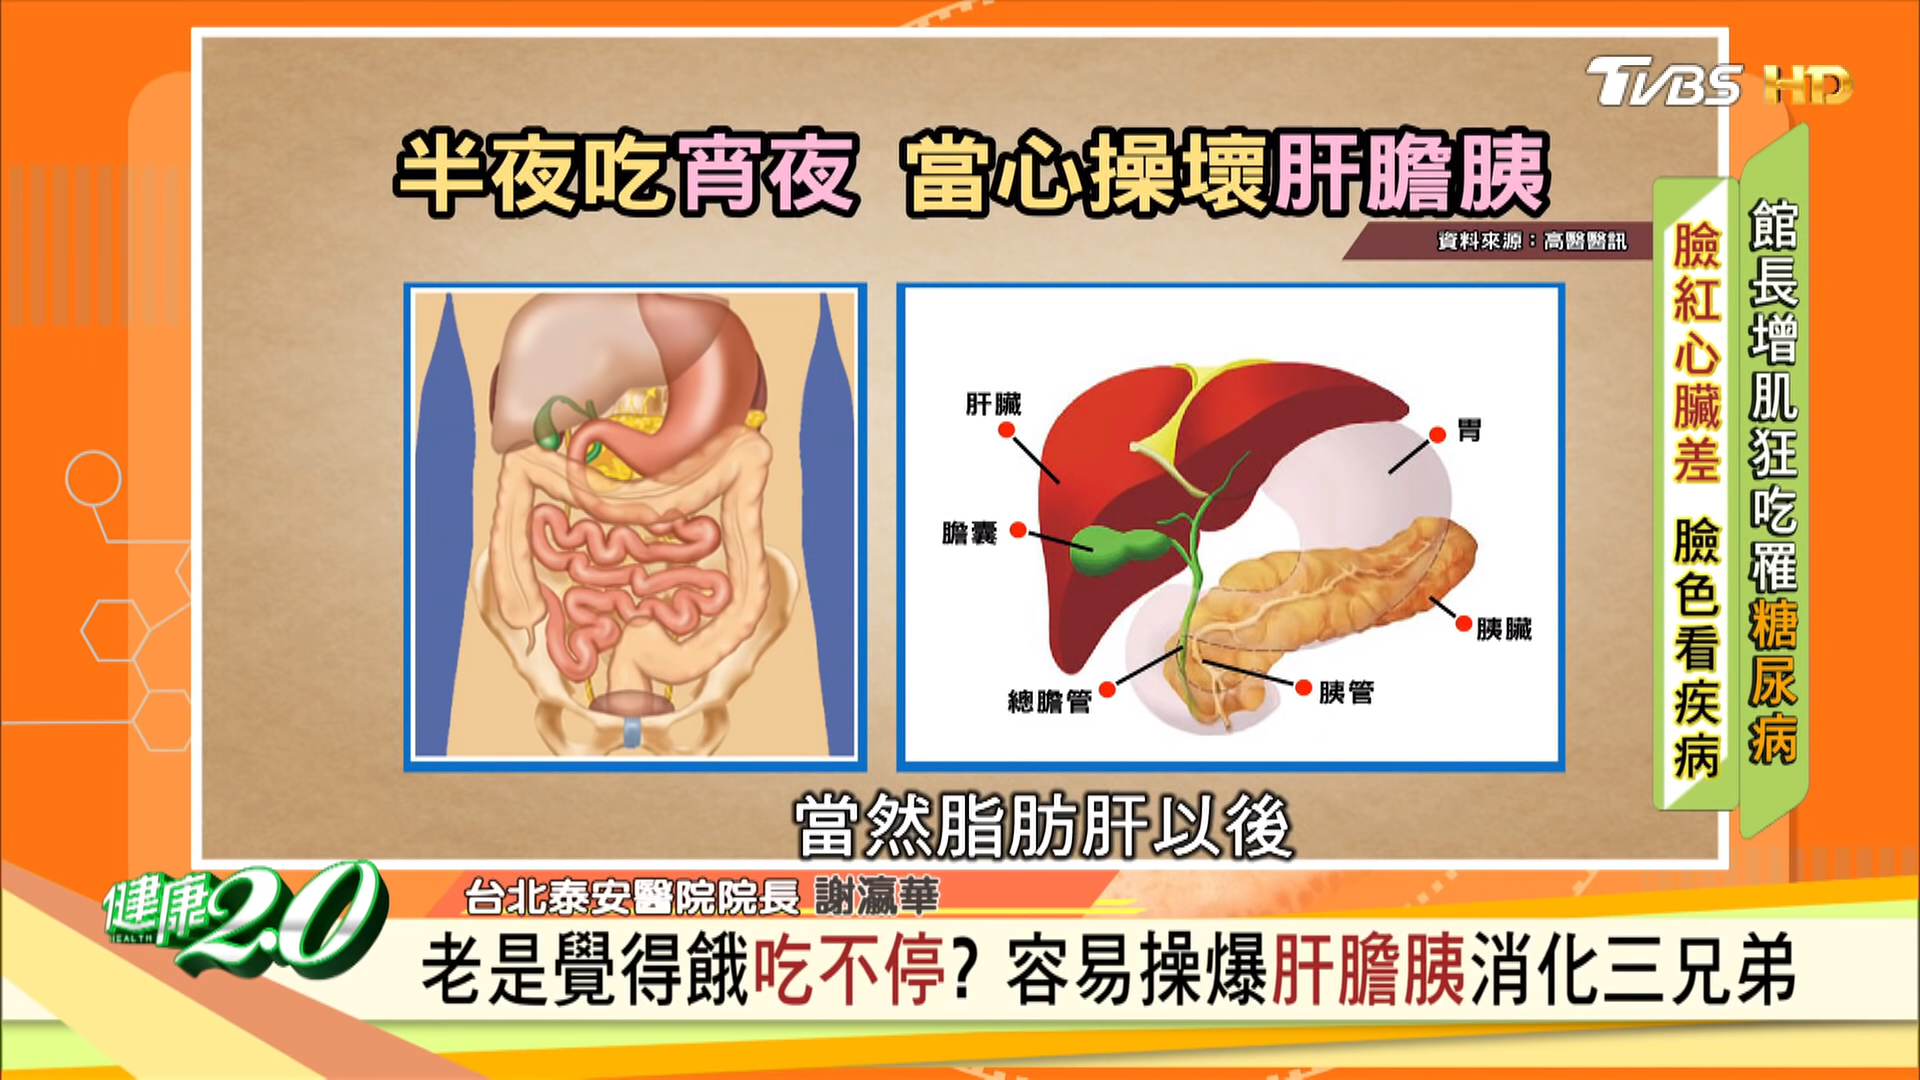 TVBS HD
半夜吃宵夜 當心操壞肝膽胰
資料來源：高醫醫訊
館長增肌狂吃罹糖尿病
臉紅心臟差 臉色看疾病
肝臟
胃
膽囊
胰臟
總膽管
胰管
當然脂肪肝以後
健康2.0
HEALTH
台北泰安醫院院長 謝瀛華
老是覺得餓吃不停? 容易操爆肝膽胰消化三兄弟